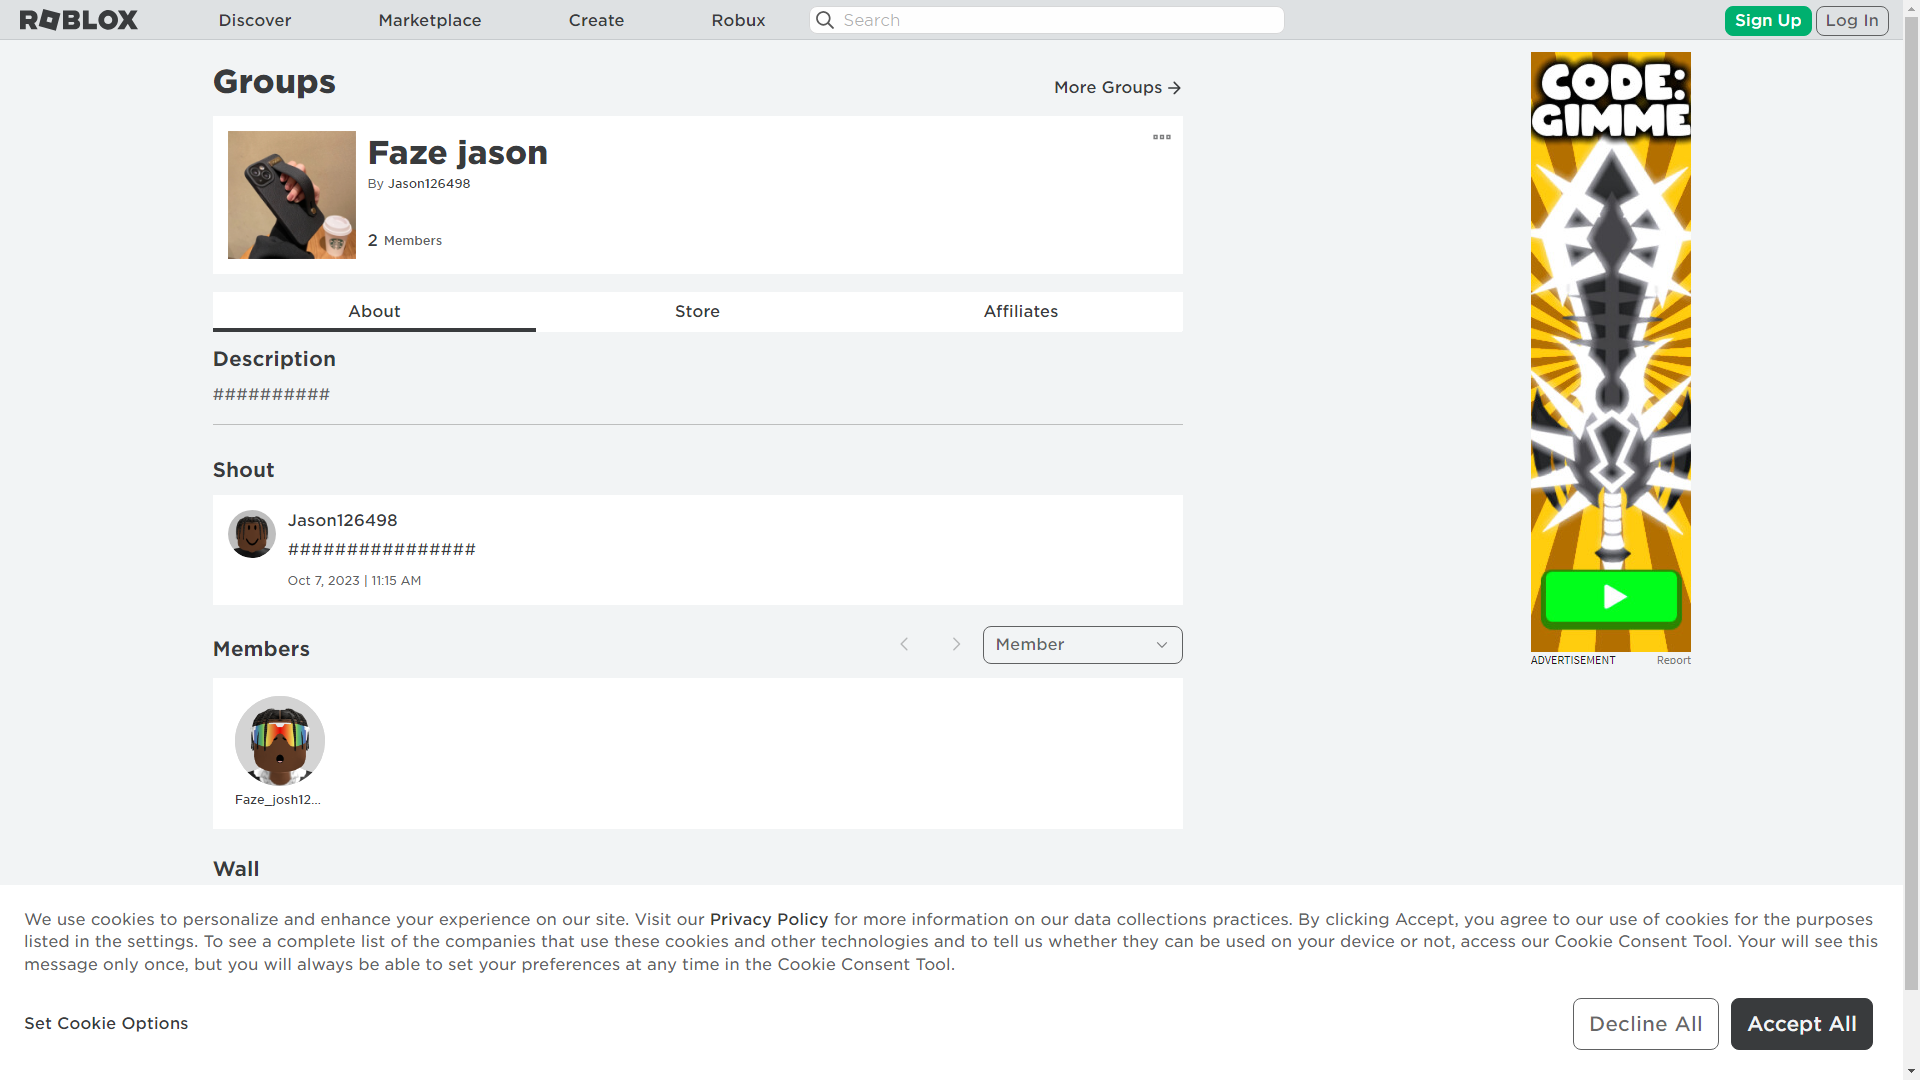 ROBLOX
Discover
Marketplace
Create
Robux
Search
Sign Up
Log In
Groups
More Groups
Faze jason
By Jason126498
2 Members
About
Store
Affiliates
Description
##########
Shout
Jason126498
################
Oct 7, 2023 | 11:15 AM
Members
Member
Faze_josh12...
Wall
CODE:
GIMME
ADVERTISEMENT
Report
We use cookies to personalize and enhance your experience on our site. Visit our Privacy Policy for more information on our data collections practices. By clicking Accept, you agree to our use of cookies for the purposes
listed in the settings. To see a complete list of the companies that use these cookies and other technologies and to tell us whether they can be used on your device or not, access our Cookie Consent Tool. Your will see this
message only once, but you will always be able to set your preferences at any time in the Cookie Consent Tool.
Set Cookie Options
Decline All
Accept All